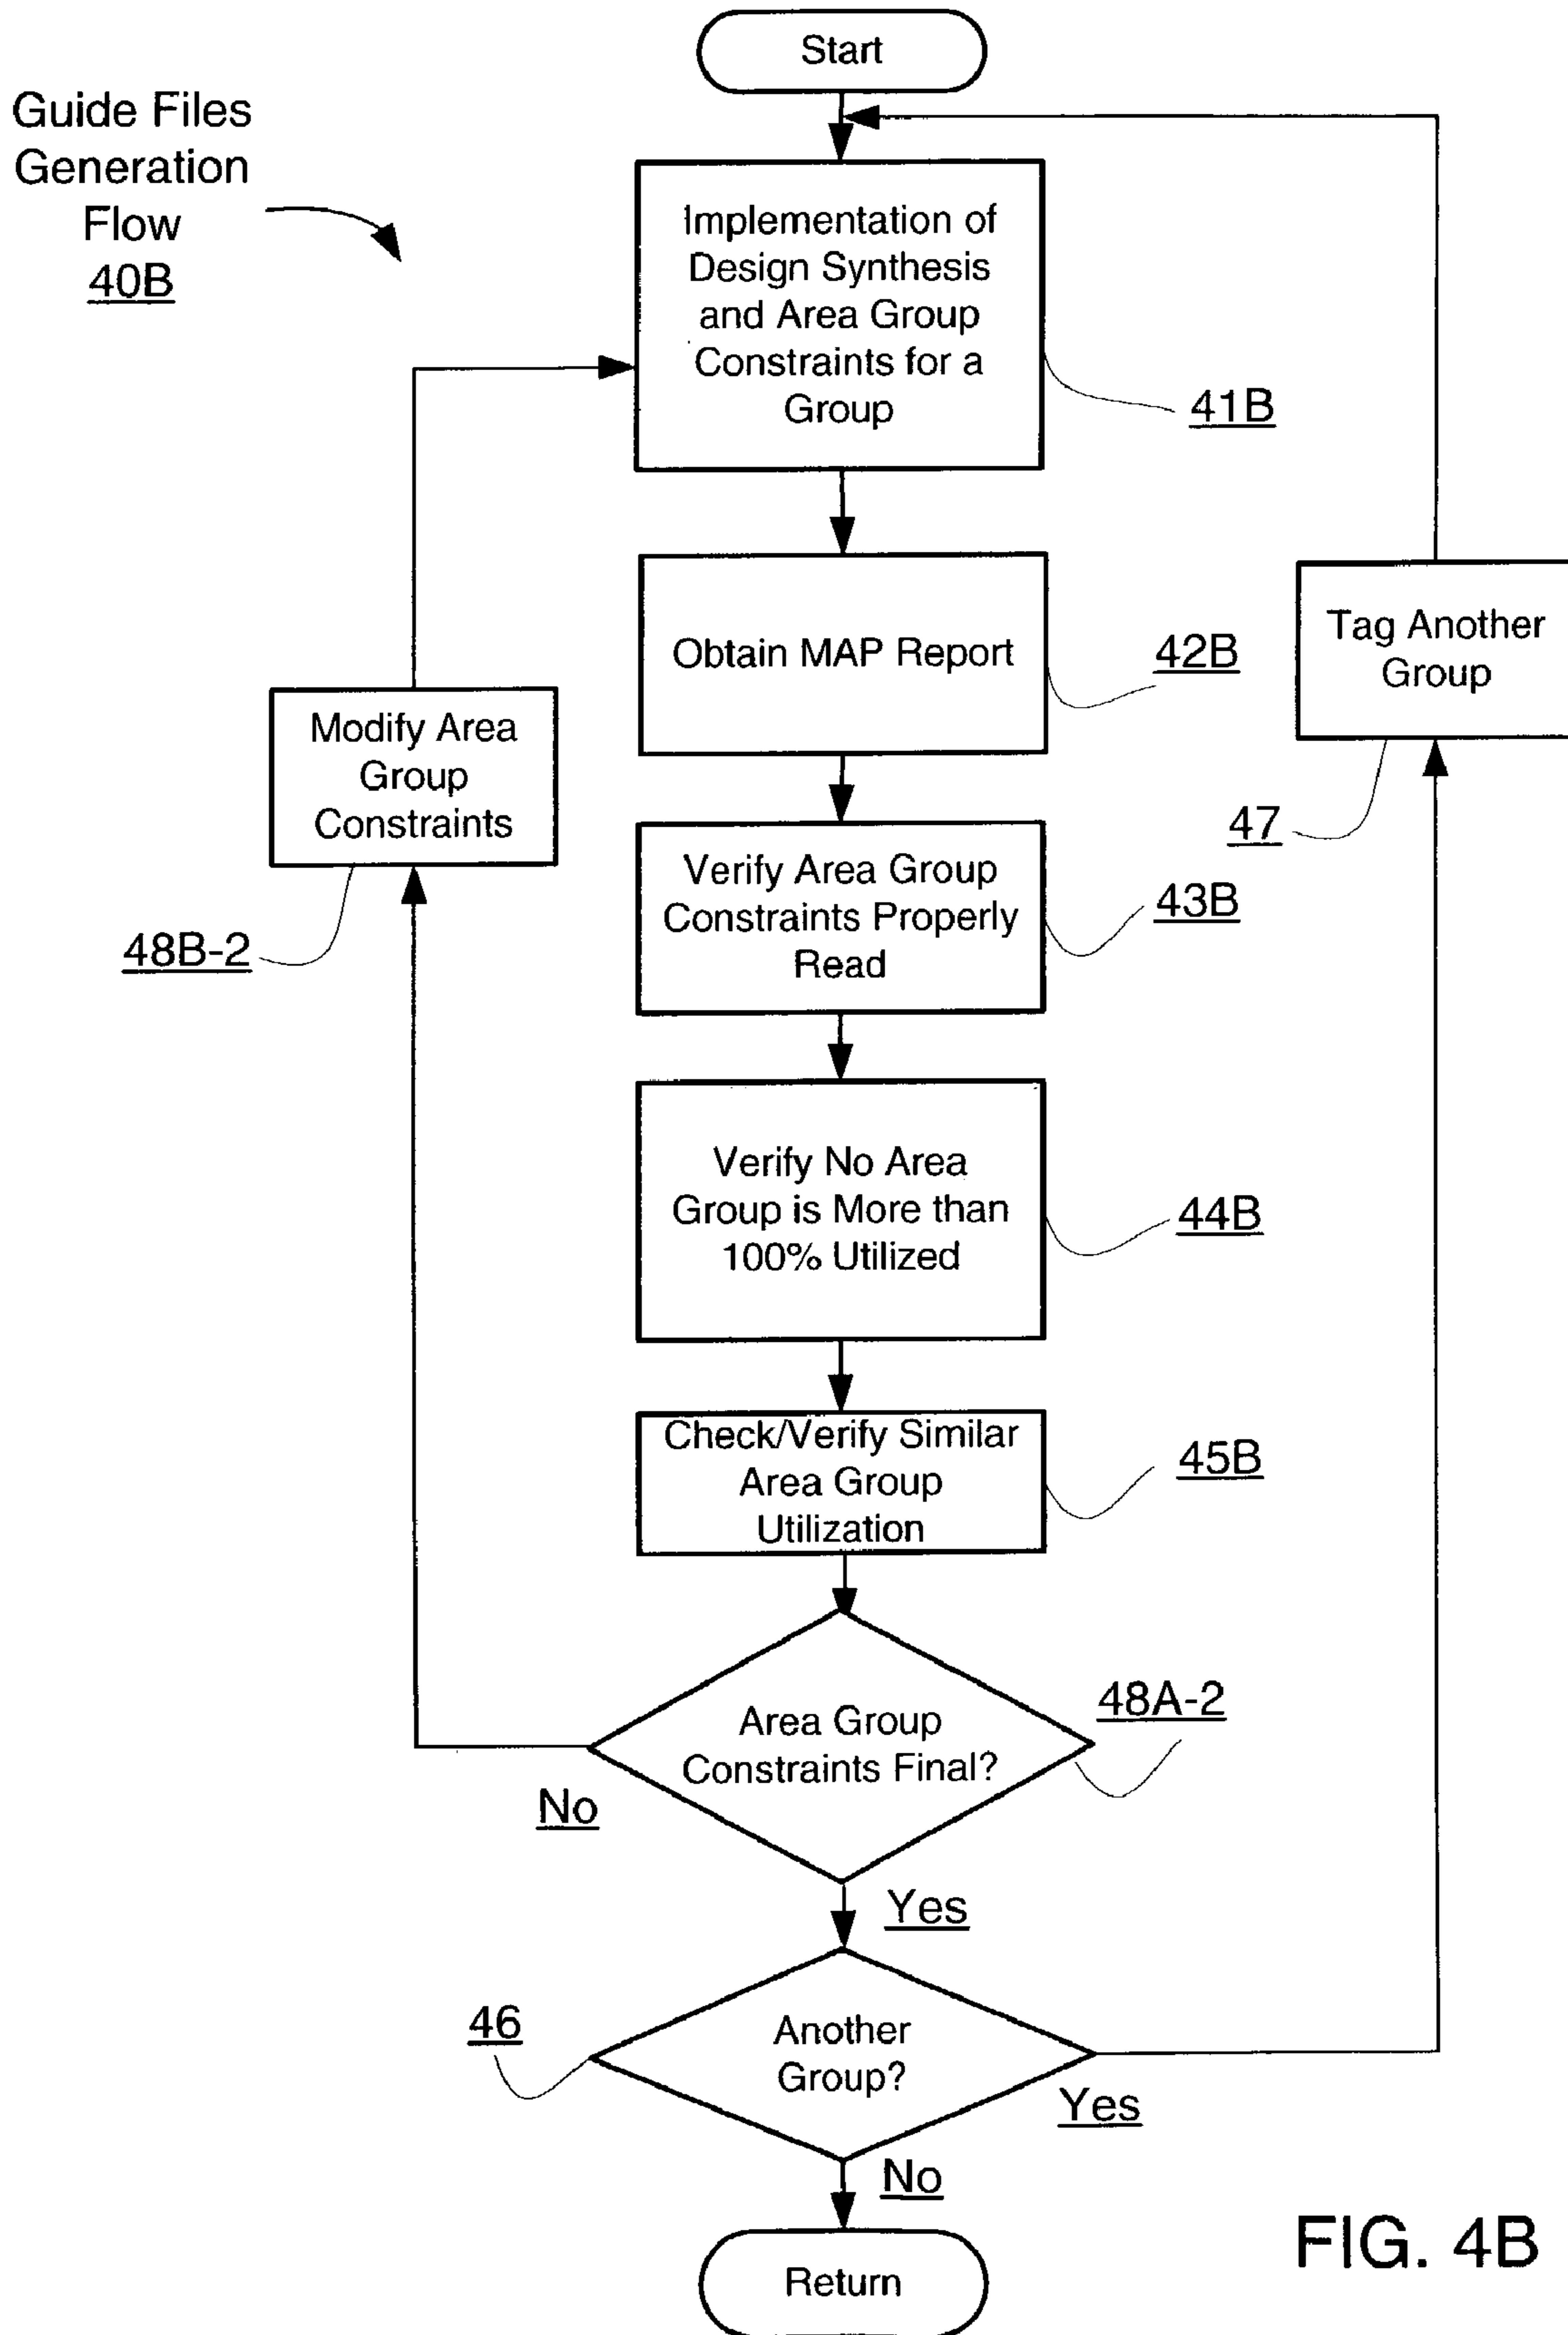 Start
Guide Files
Generation
Flow
40B
Implementation of
Design Synthesis
and Area Group
Constraints for a
Group
41B
Obtain MAP Report
42B
Tag Another
Group
47
Modify Area
Group
Constraints
48B-2
Verify Area Group
Constraints Properly
Read
43B
Verify No Area
Group is More than
100% Utilized
44B
Check/Verify Similar
Area Group
Utilization
45B
Area Group
Constraints Final?
48A-2
No
Yes
Another
Group?
46
Yes
No
Return
FIG. 4B